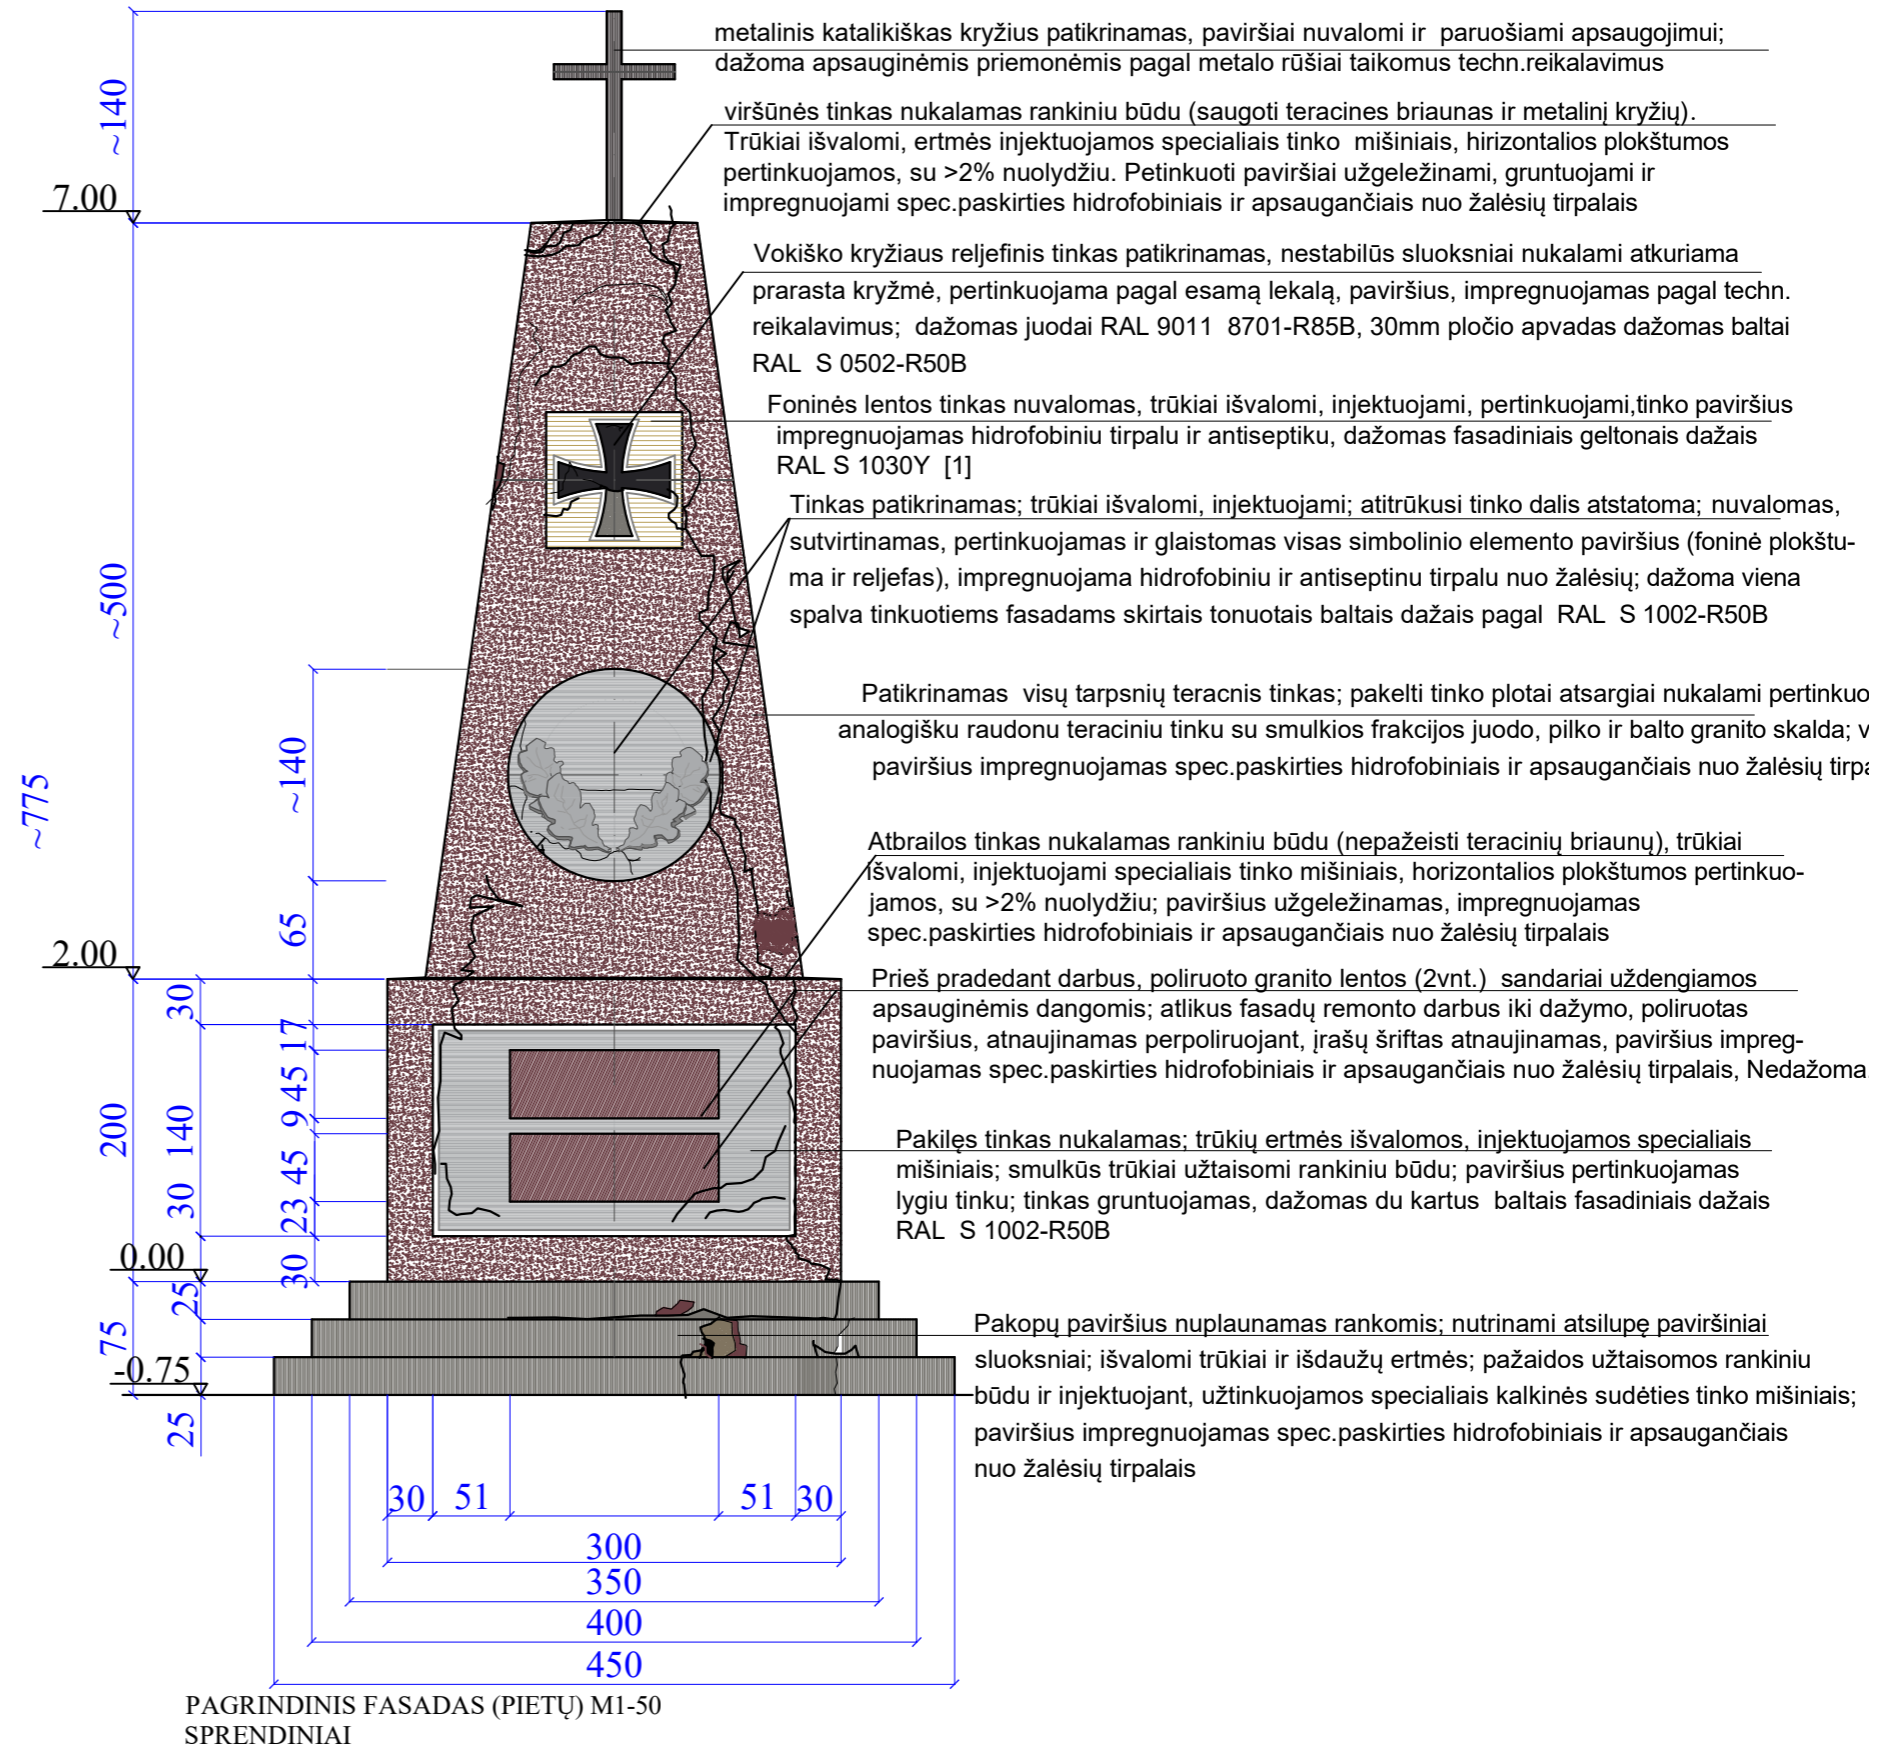 metalinis katalikiškas kryžius patikrinamas, paviršiai nuvalomi ir  paruošiami apsaugojimui;
dažoma apsauginėmis priemonėmis pagal metalo rūšiai taikomus techn.reikalavimus
viršūnės tinkas nukalamas rankiniu būdu (saugoti teracines briaunas ir metalinį kryžių).
Trūkiai išvalomi, ertmės injektuojamos specialiais tinko  mišiniais, hirizontalios plokštumos
pertinkuojamos, su >2% nuolydžiu. Petinkuoti paviršiai užgeležinami, gruntuojami ir
impregnuojami spec.paskirties hidrofobiniais ir apsaugančiais nuo žalėsių tirpalais
Vokiško kryžiaus reljefinis tinkas patikrinamas, nestabilūs sluoksniai nukalami atkuriama
prarasta kryžmė, pertinkuojama pagal esamą lekalą, paviršius, impregnuojamas pagal techn.
reikalavimus;  dažomas juodai RAL 9011  8701-R85B, 30mm pločio apvadas dažomas baltai
RAL  S 0502-R50B
Foninės lentos tinkas nuvalomas, trūkiai išvalomi, injektuojami, pertinkuojami,tinko paviršius
impregnuojamas hidrofobiniu tirpalu ir antiseptiku, dažomas fasadiniais geltonais dažais
RAL S 1030Y  [1]
Tinkas patikrinamas; trūkiai išvalomi, injektuojami; atitrūkusi tinko dalis atstatoma; nuvalomas,
sutvirtinamas, pertinkuojamas ir glaistomas visas simbolinio elemento paviršius (foninė plokštu-
ma ir reljefas), impregnuojama hidrofobiniu ir antiseptinu tirpalu nuo žalėsių; dažoma viena
spalva tinkuotiems fasadams skirtais tonuotais baltais dažais pagal  RAL  S 1002-R50B
Patikrinamas  visų tarpsnių teracnis tinkas; pakelti tinko plotai atsargiai nukalami pertinkuo
analogišku raudonu teraciniu tinku su smulkios frakcijos juodo, pilko ir balto granito skalda; v
paviršius impregnuojamas spec.paskirties hidrofobiniais ir apsaugančiais nuo žalėsių tirpa
Atbrailos tinkas nukalamas rankiniu būdu (nepažeisti teracinių briaunų), trūkiai
išvalomi, injektuojami specialiais tinko mišiniais, horizontalios plokštumos pertinkuo-
jamos, su >2% nuolydžiu; paviršius užgeležinamas, impregnuojamas
spec.paskirties hidrofobiniais ir apsaugančiais nuo žalėsių tirpalais
Prieš pradedant darbus, poliruoto granito lentos (2vnt.)  sandariai uždengiamos
apsauginėmis dangomis; atlikus fasadų remonto darbus iki dažymo, poliruotas
paviršius, atnaujinamas perpoliruojant, įrašų šriftas atnaujinamas, paviršius impreg-
nuojamas spec.paskirties hidrofobiniais ir apsaugančiais nuo žalėsių tirpalais, Nedažoma.
Pakilęs tinkas nukalamas; trūkių ertmės išvalomos, injektuojamos specialiais
mišiniais; smulkūs trūkiai užtaisomi rankiniu būdu; paviršius pertinkuojamas
lygiu tinku; tinkas gruntuojamas, dažomas du kartus  baltais fasadiniais dažais
RAL  S 1002-R50B
Pakopų paviršius nuplaunamas rankomis; nutrinami atsilupę paviršiniai
sluoksniai; išvalomi trūkiai ir išdaužų ertmės; pažaidos užtaisomos rankiniu
būdu ir injektuojant, užtinkuojamos specialiais kalkinės sudėties tinko mišiniais;
paviršius impregnuojamas spec.paskirties hidrofobiniais ir apsaugančiais
nuo žalėsių tirpalais
~140
7.00
~500
~775
~140
65
2.00
30
17
45
9
45
23
30
200
140
30
0.00
25
75
-0.75
25
30 51 51 30
300
350
400
450
PAGRINDINIS FASADAS (PIETŲ) M1-50
SPRENDINIAI